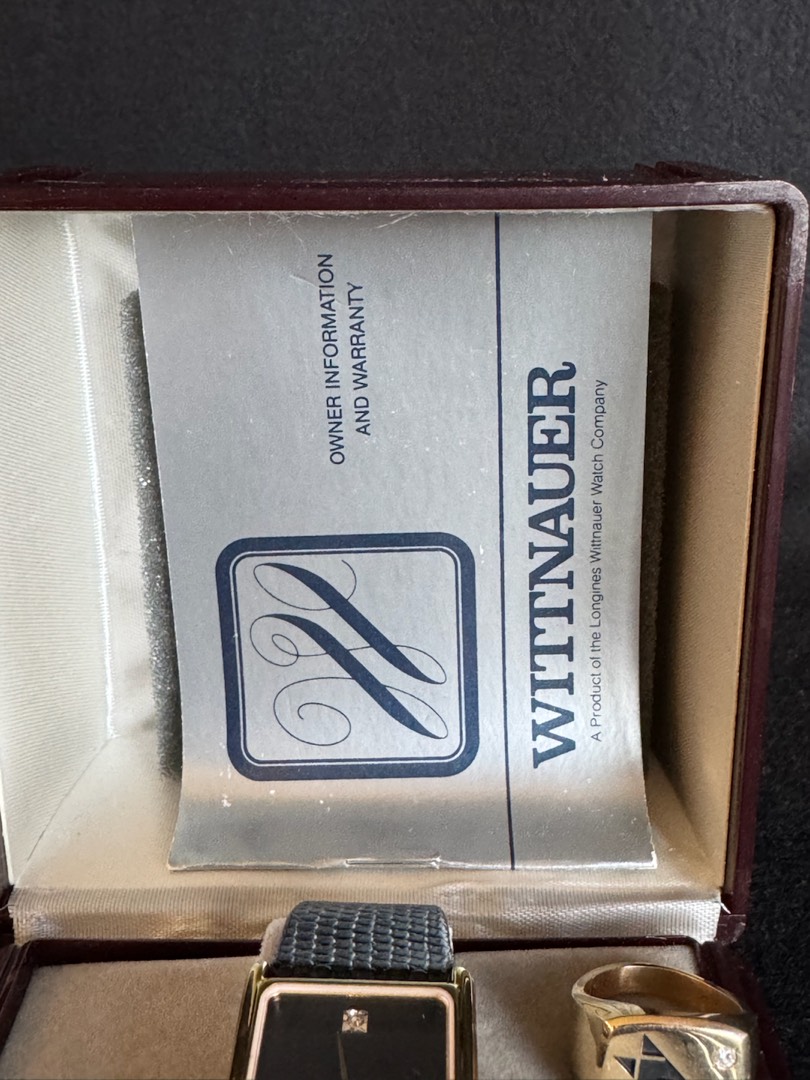 OWNER INFORMATION
AND WARRANTY
W
WITTNAUER
A Product of the Longines Wittnauer Watch Company